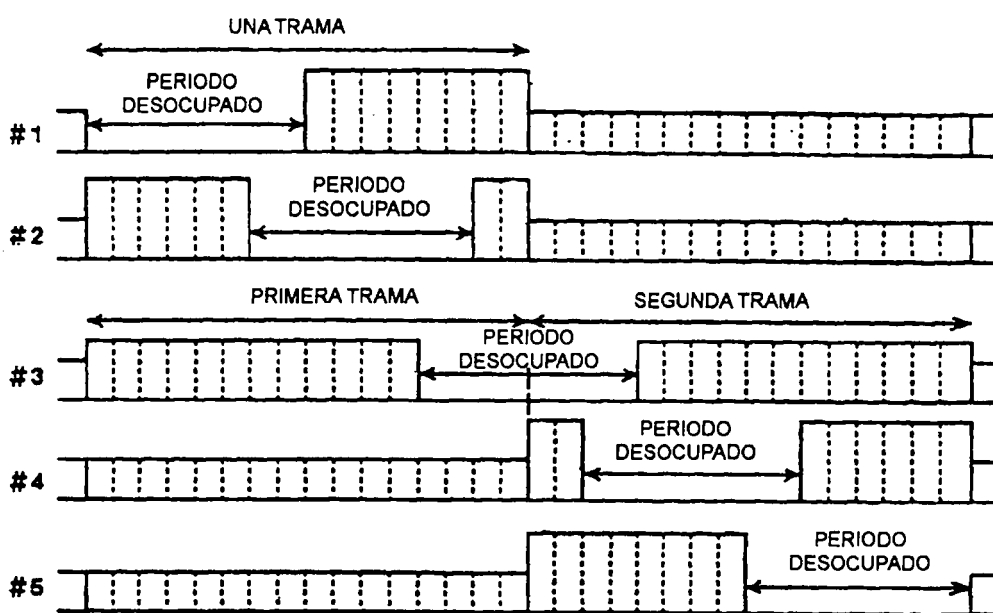 UNA TRAMA
PERIODO
DESOCUPADO
#1
PERIODO
DESOCUPADO
#2
PRIMERA TRAMA
SEGUNDA TRAMA
PERIODO
DESOCUPADO
#3
PERIODO
DESOCUPADO
#4
PERIODO
DESOCUPADO
#5